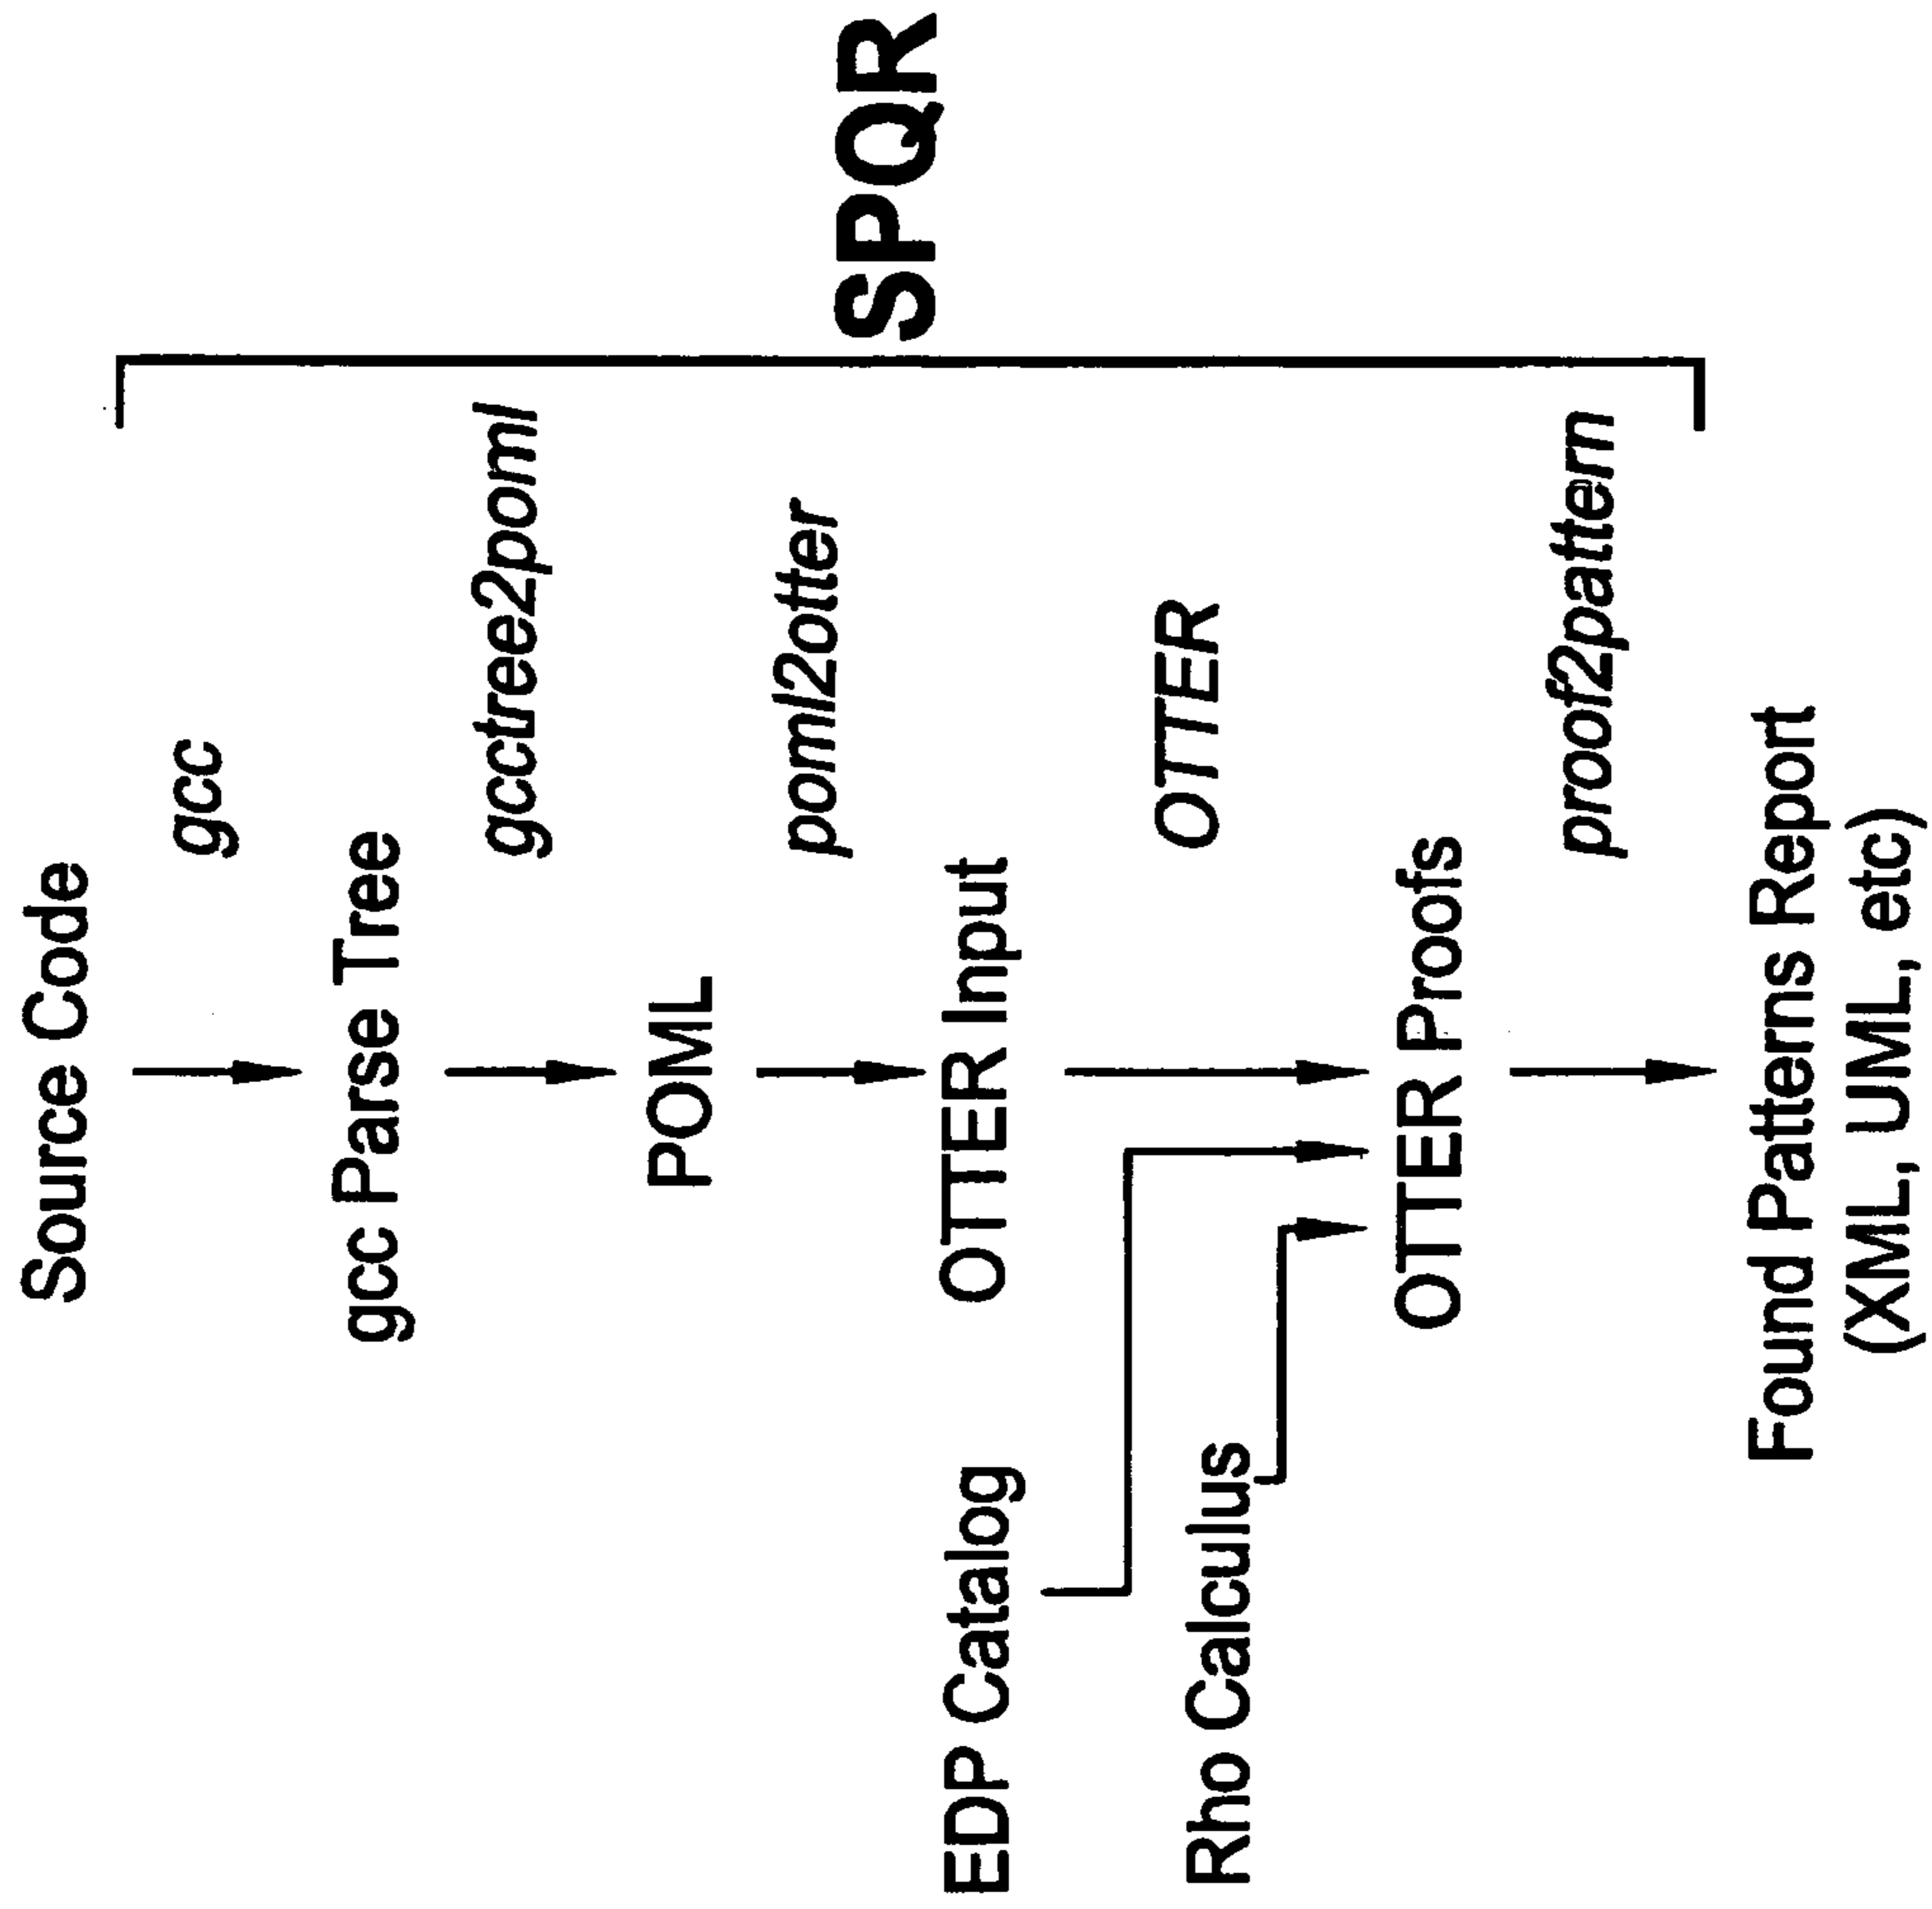 Source Code
gcc
gcc Parse Tree
gcctree2poml
POML
poml2otter
EDP Catalog
OTTER Input
Rho Calculus
OTTER
OTTER Proofs
proof2pattern
Found Patterns Report
(XML, UML, etc)
SPQR